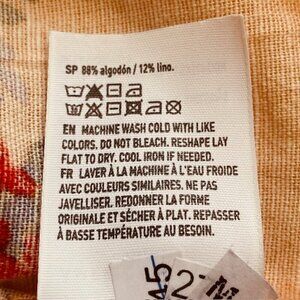 SP 88% algodón / 12% lino.
EN MACHINE WASH COLD WITH LIKE
COLORS. DO NOT BLEACH. RESHAPE LAY
FLAT TO DRY. COOL IRON IF NEEDED.
FR LAVER À LA MACHINE À L'EAU FROIDE
AVEC COULEURS SIMILAIRES. NE PAS
JAVELLISER. REDONNER LA FORME
ORIGINALE ET SÉCHER À PLAT. REPASSER
À BASSE TEMPÉRATURE AU BESOIN.
45
2
M